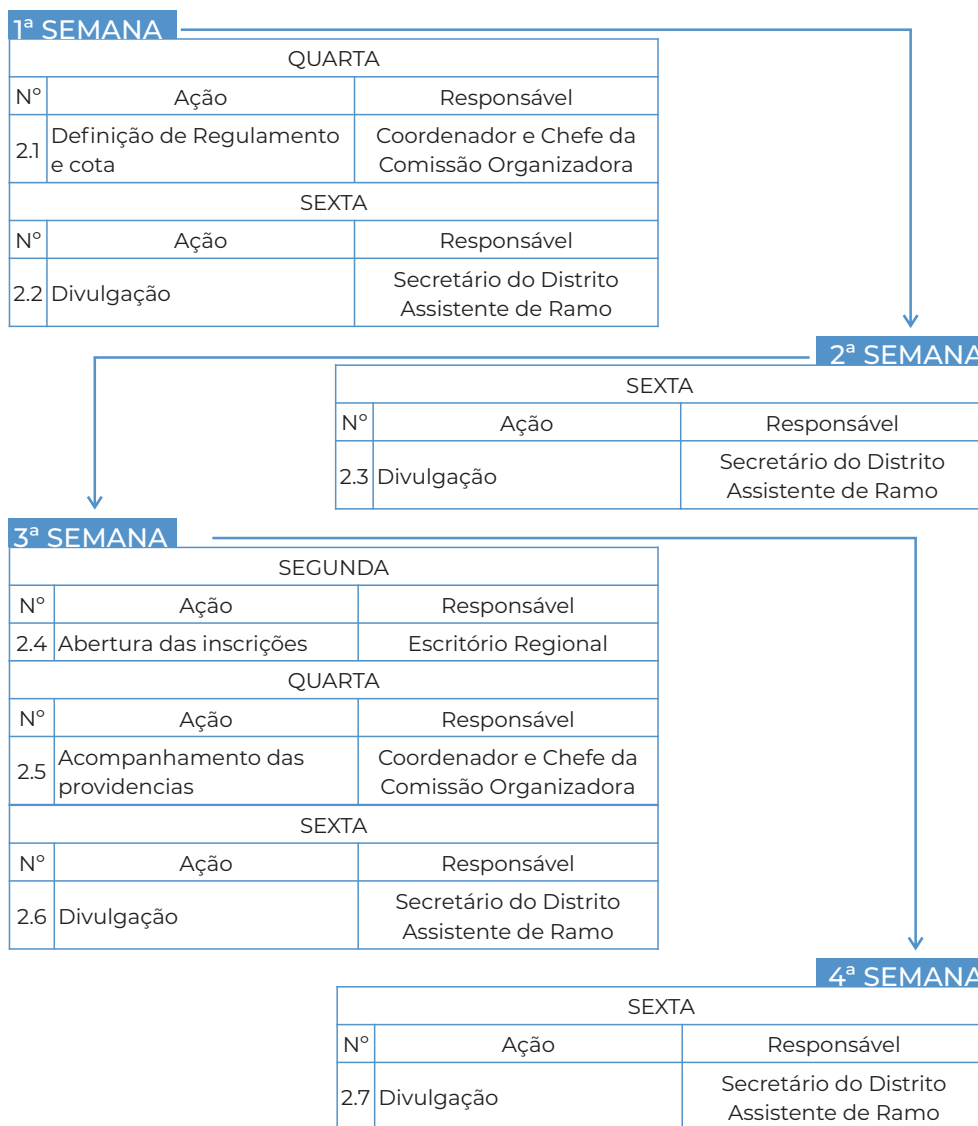 1ª SEMANA
QUARTA
Nº Ação Responsável
2.1 Definição de Regulamento e cota Coordenador e Chefe da Comissão Organizadora
SEXTA
Nº Ação Responsável
2.2 Divulgação Secretário do Distrito Assistente de Ramo
2ª SEMANA
SEXTA
Nº Ação Responsável
2.3 Divulgação Secretário do Distrito Assistente de Ramo
3ª SEMANA
SEGUNDA
Nº Ação Responsável
2.4 Abertura das inscrições Escritório Regional
QUARTA
Nº Ação Responsável
2.5 Acompanhamento das providencias Coordenador e Chefe da Comissão Organizadora
SEXTA
Nº Ação Responsável
2.6 Divulgação Secretário do Distrito Assistente de Ramo
4ª SEMANA
SEXTA
Nº Ação Responsável
2.7 Divulgação Secretário do Distrito Assistente de Ramo